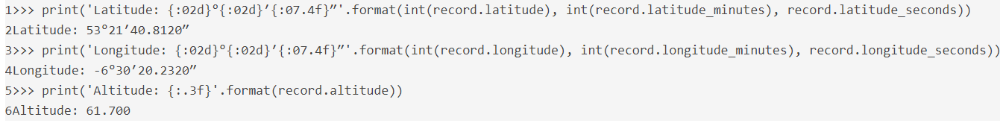 1>>> print('Latitude: {:02d}°{:02d}′{:07.4f}″'.format(int(record.latitude), int(record.latitude_minutes), record.latitude_seconds))
2Latitude: 53°21′40.8120″
3>>> print('Longitude: {:02d}°{:02d}′{:07.4f}″'.format(int(record.longitude), int(record.longitude_minutes), record.longitude_seconds))
4Longitude: -6°30′20.2320″
5>>> print('Altitude: {:.3f}'.format(record.altitude))
6Altitude: 61.700